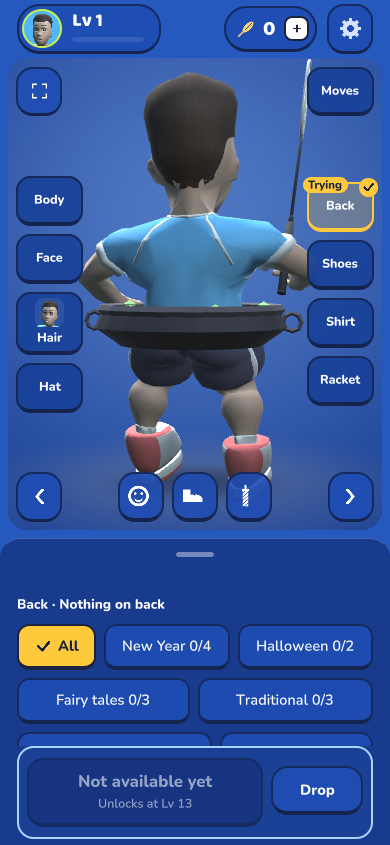 Lv 1
0
+
Moves
Trying
Back
Body
Face
Shoes
Hair
Shirt
Hat
Racket
Back · Nothing on back
All
New Year 0/4
Halloween 0/2
Fairy tales 0/3
Traditional 0/3
Not available yet
Unlocks at Lv 13
Drop